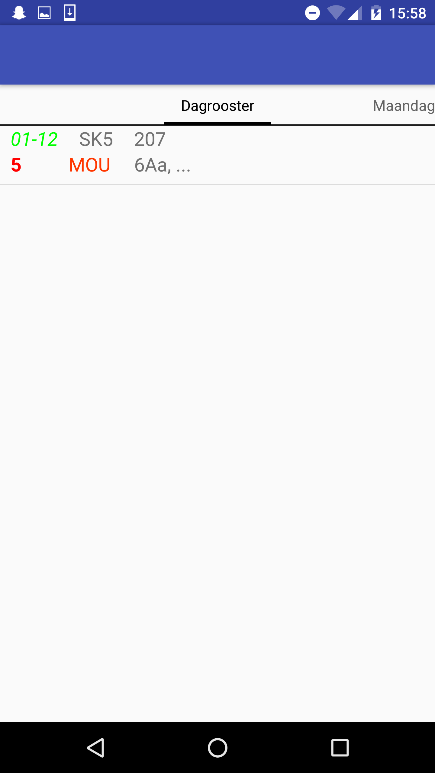 15:58
Dagrooster Maandag
01-12 SK5 207
5 MOU 6Aa, ...